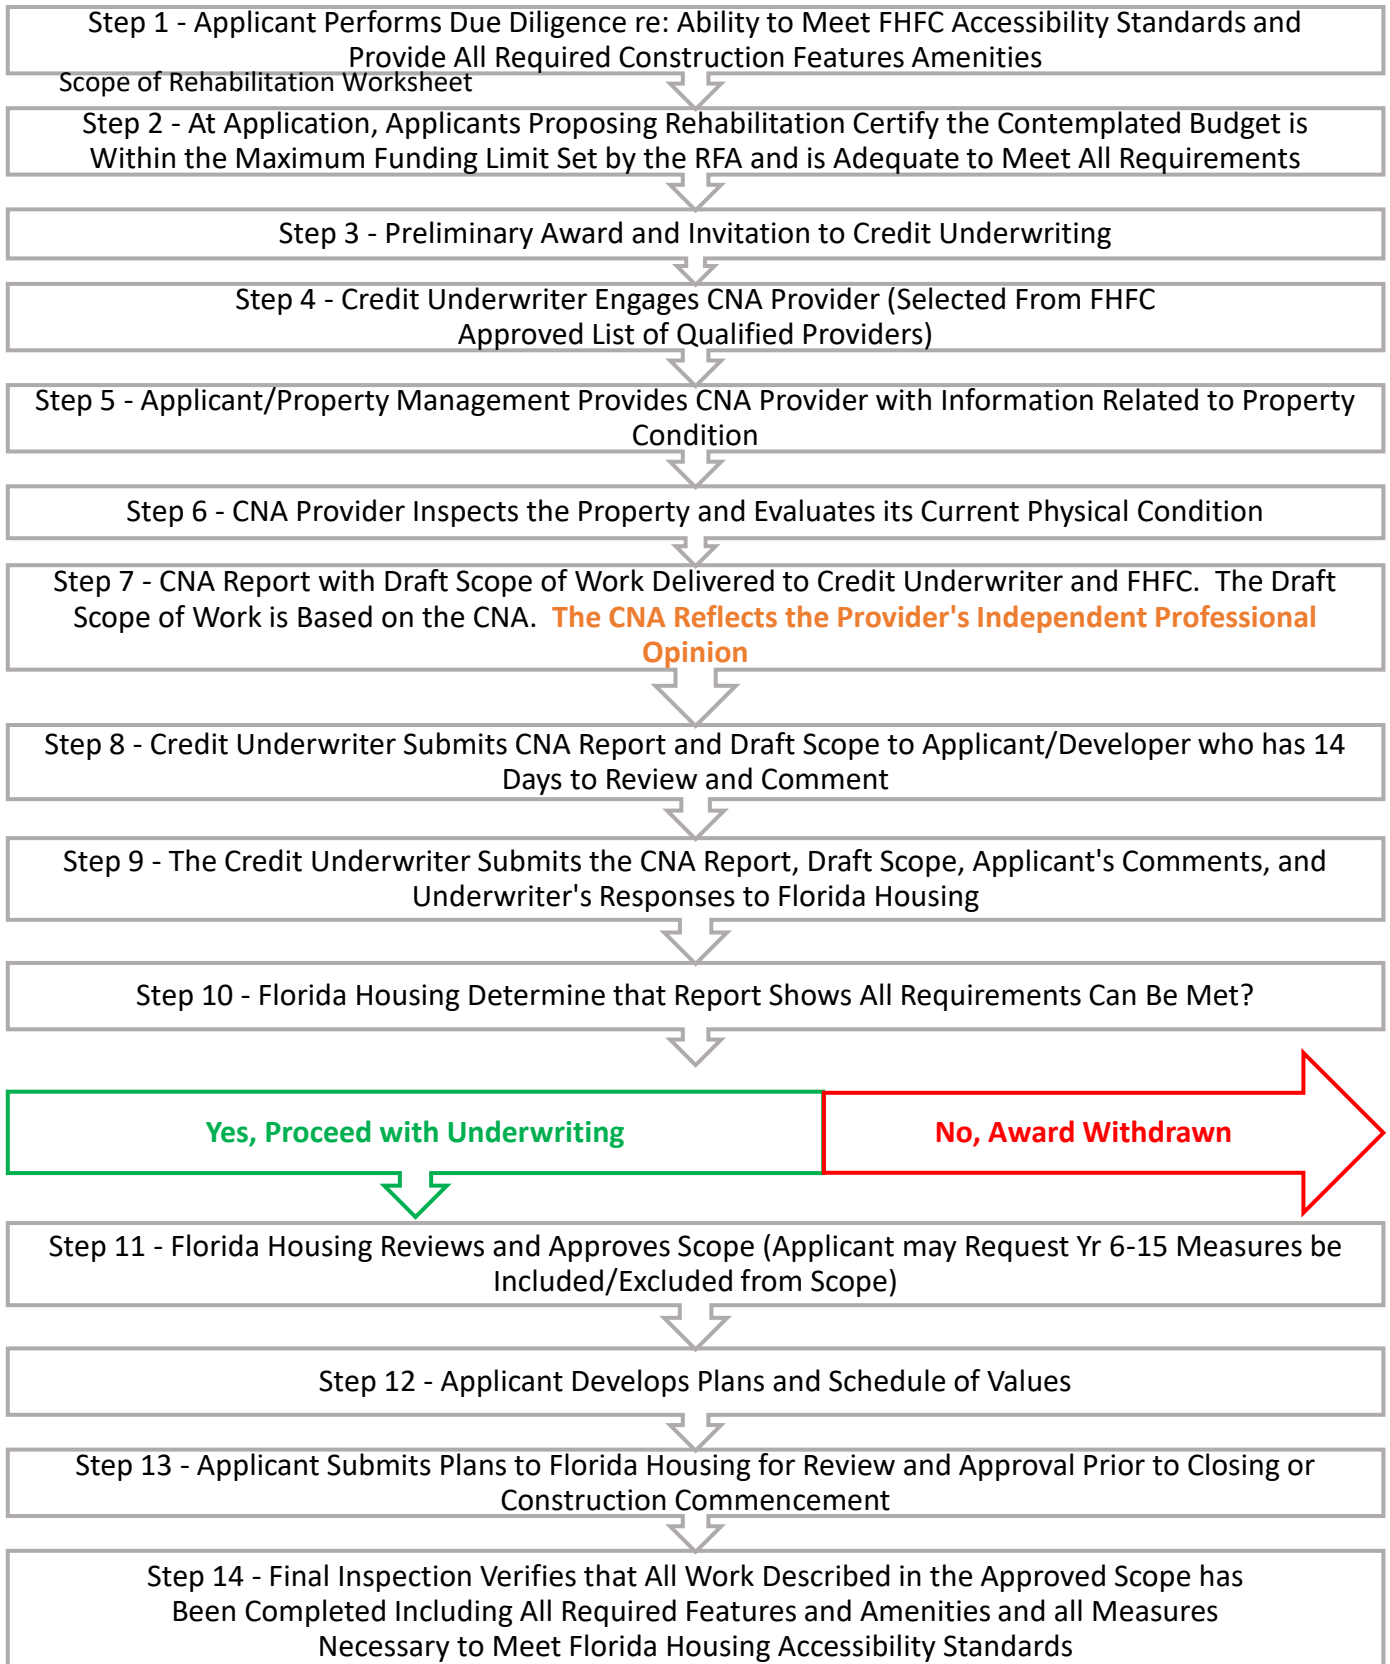 Step 1 - Applicant Performs Due Diligence re: Ability to Meet FHFC Accessibility Standards and
Provide All Required Construction Features Amenities
Scope of Rehabilitation Worksheet
Step 2 - At Application, Applicants Proposing Rehabilitation Certify the Contemplated Budget is
Within the Maximum Funding Limit Set by the RFA and is Adequate to Meet All Requirements
Step 3 - Preliminary Award and Invitation to Credit Underwriting
Step 4 - Credit Underwriter Engages CNA Provider (Selected From FHFC
Approved List of Qualified Providers)
Step 5 - Applicant/Property Management Provides CNA Provider with Information Related to Property
Condition
Step 6 - CNA Provider Inspects the Property and Evaluates its Current Physical Condition
Step 7 - CNA Report with Draft Scope of Work Delivered to Credit Underwriter and FHFC. The Draft
Scope of Work is Based on the CNA. The CNA Reflects the Provider's Independent Professional
Opinion
Step 8 - Credit Underwriter Submits CNA Report and Draft Scope to Applicant/Developer who has 14
Days to Review and Comment
Step 9 - The Credit Underwriter Submits the CNA Report, Draft Scope, Applicant's Comments, and
Underwriter's Responses to Florida Housing
Step 10 - Florida Housing Determine that Report Shows All Requirements Can Be Met?
Yes, Proceed with Underwriting
No, Award Withdrawn
Step 11 - Florida Housing Reviews and Approves Scope (Applicant may Request Yr 6-15 Measures be
Included/Excluded from Scope)
Step 12 - Applicant Develops Plans and Schedule of Values
Step 13 - Applicant Submits Plans to Florida Housing for Review and Approval Prior to Closing or
Construction Commencement
Step 14 - Final Inspection Verifies that All Work Described in the Approved Scope has
Been Completed Including All Required Features and Amenities and all Measures
Necessary to Meet Florida Housing Accessibility Standards